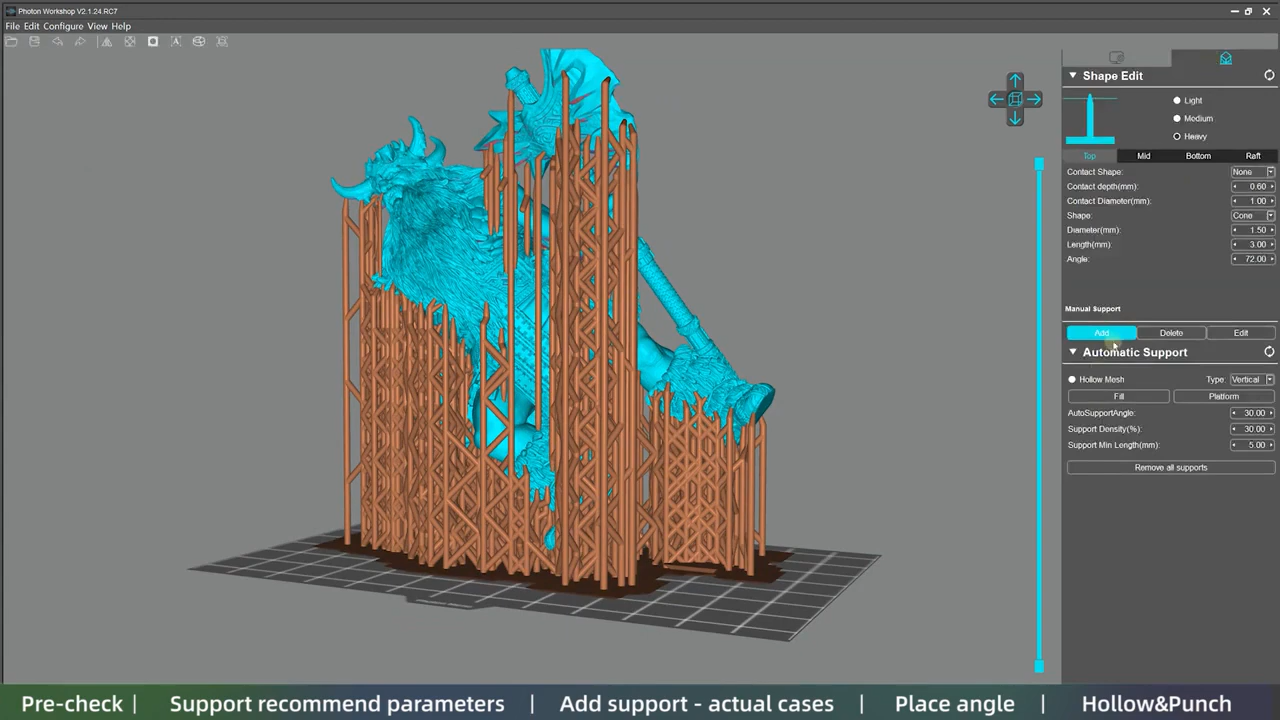 Photon Workshop V2.1.24.RC7
File Edit Configure View Help
Shape Edit
Light
Medium
Heavy
Top Mid Bottom Raft
Contact Shape: None
Contact depth(mm): 0.60
Contact Diameter(mm): 1.00
Shape: Cone
Diameter(mm): 1.50
Length(mm): 3.00
Angle: 72.00
Manual Support
Add Delete Edit
Automatic Support
Hollow Mesh Type: Vertical
Fill Platform
AutoSupportAngle: 30.00
Support Density(%): 30.00
Support Min Length(mm): 5.00
Remove all supports
Pre-check | Support recommend parameters | Add support - actual cases | Place angle | Hollow&Punch